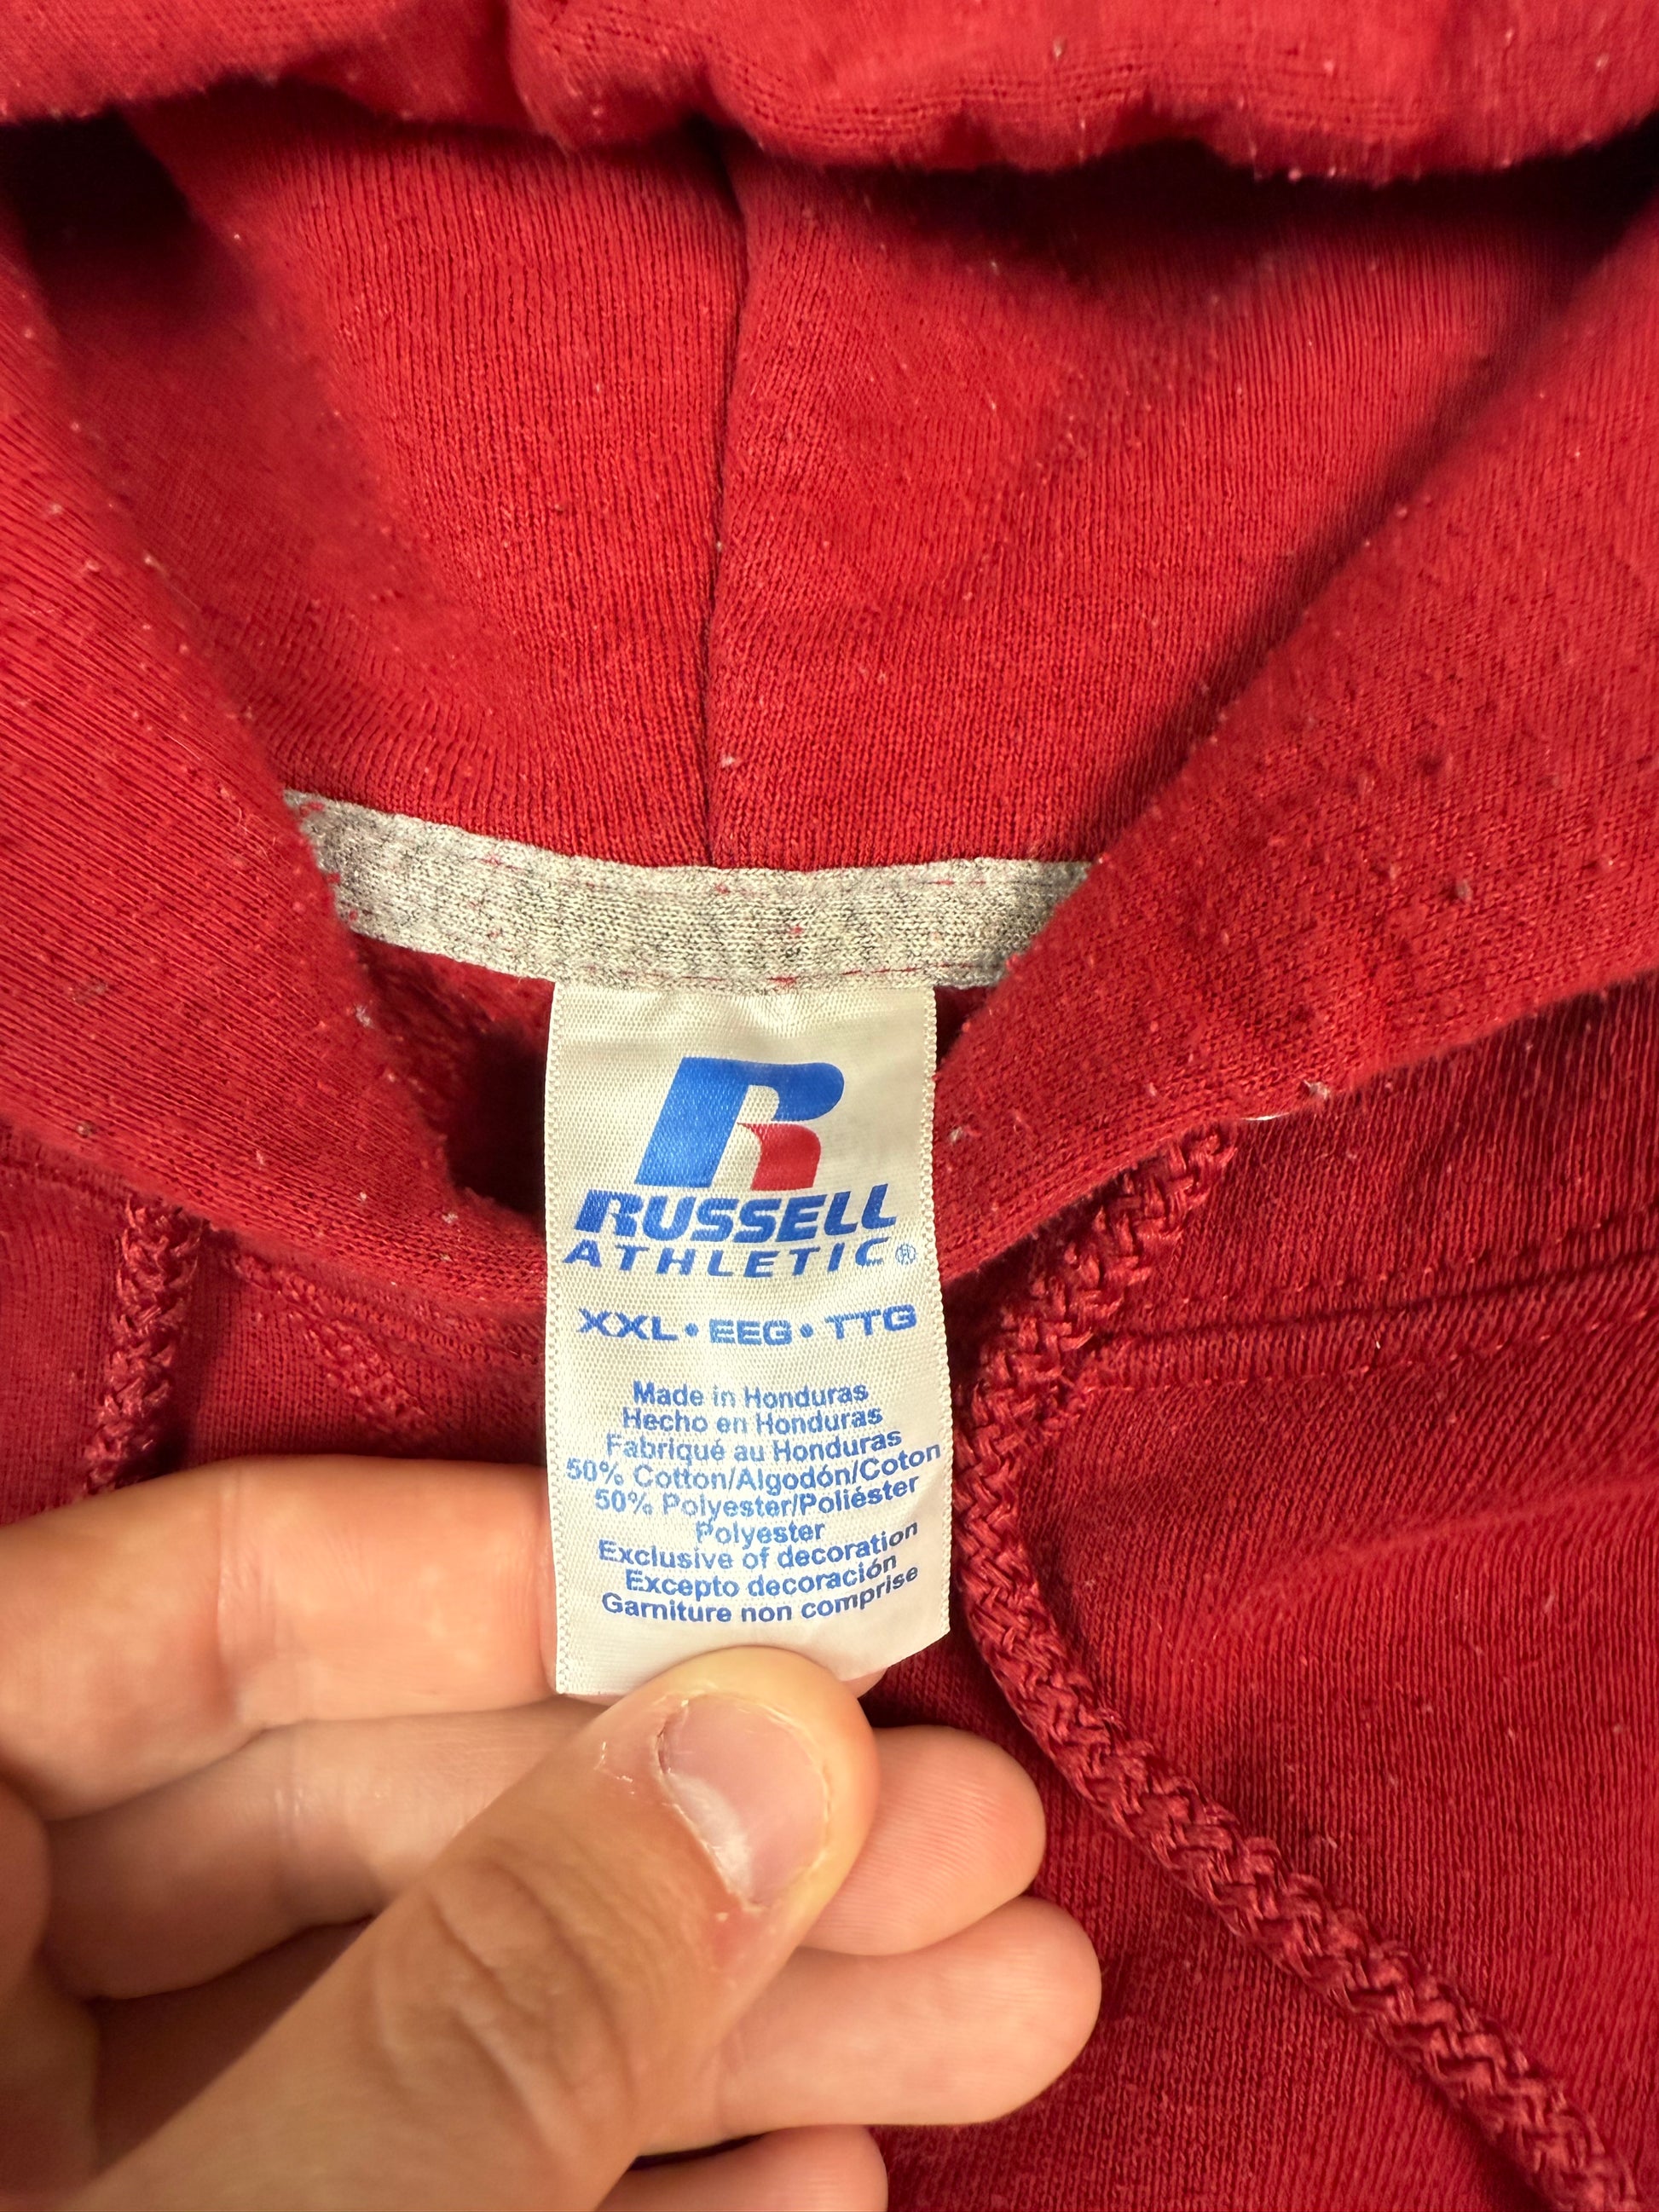 R
RUSSELL
ATHLETIC®
XXL • EEG • TTG
Made in Honduras
Hecho en Honduras
Fabriqué au Honduras
50% Cotton/Algodón/Coton
50% Polyester/Poliéster
Polyester
Exclusive of decoration
Excepto decoración
Garniture non comprise